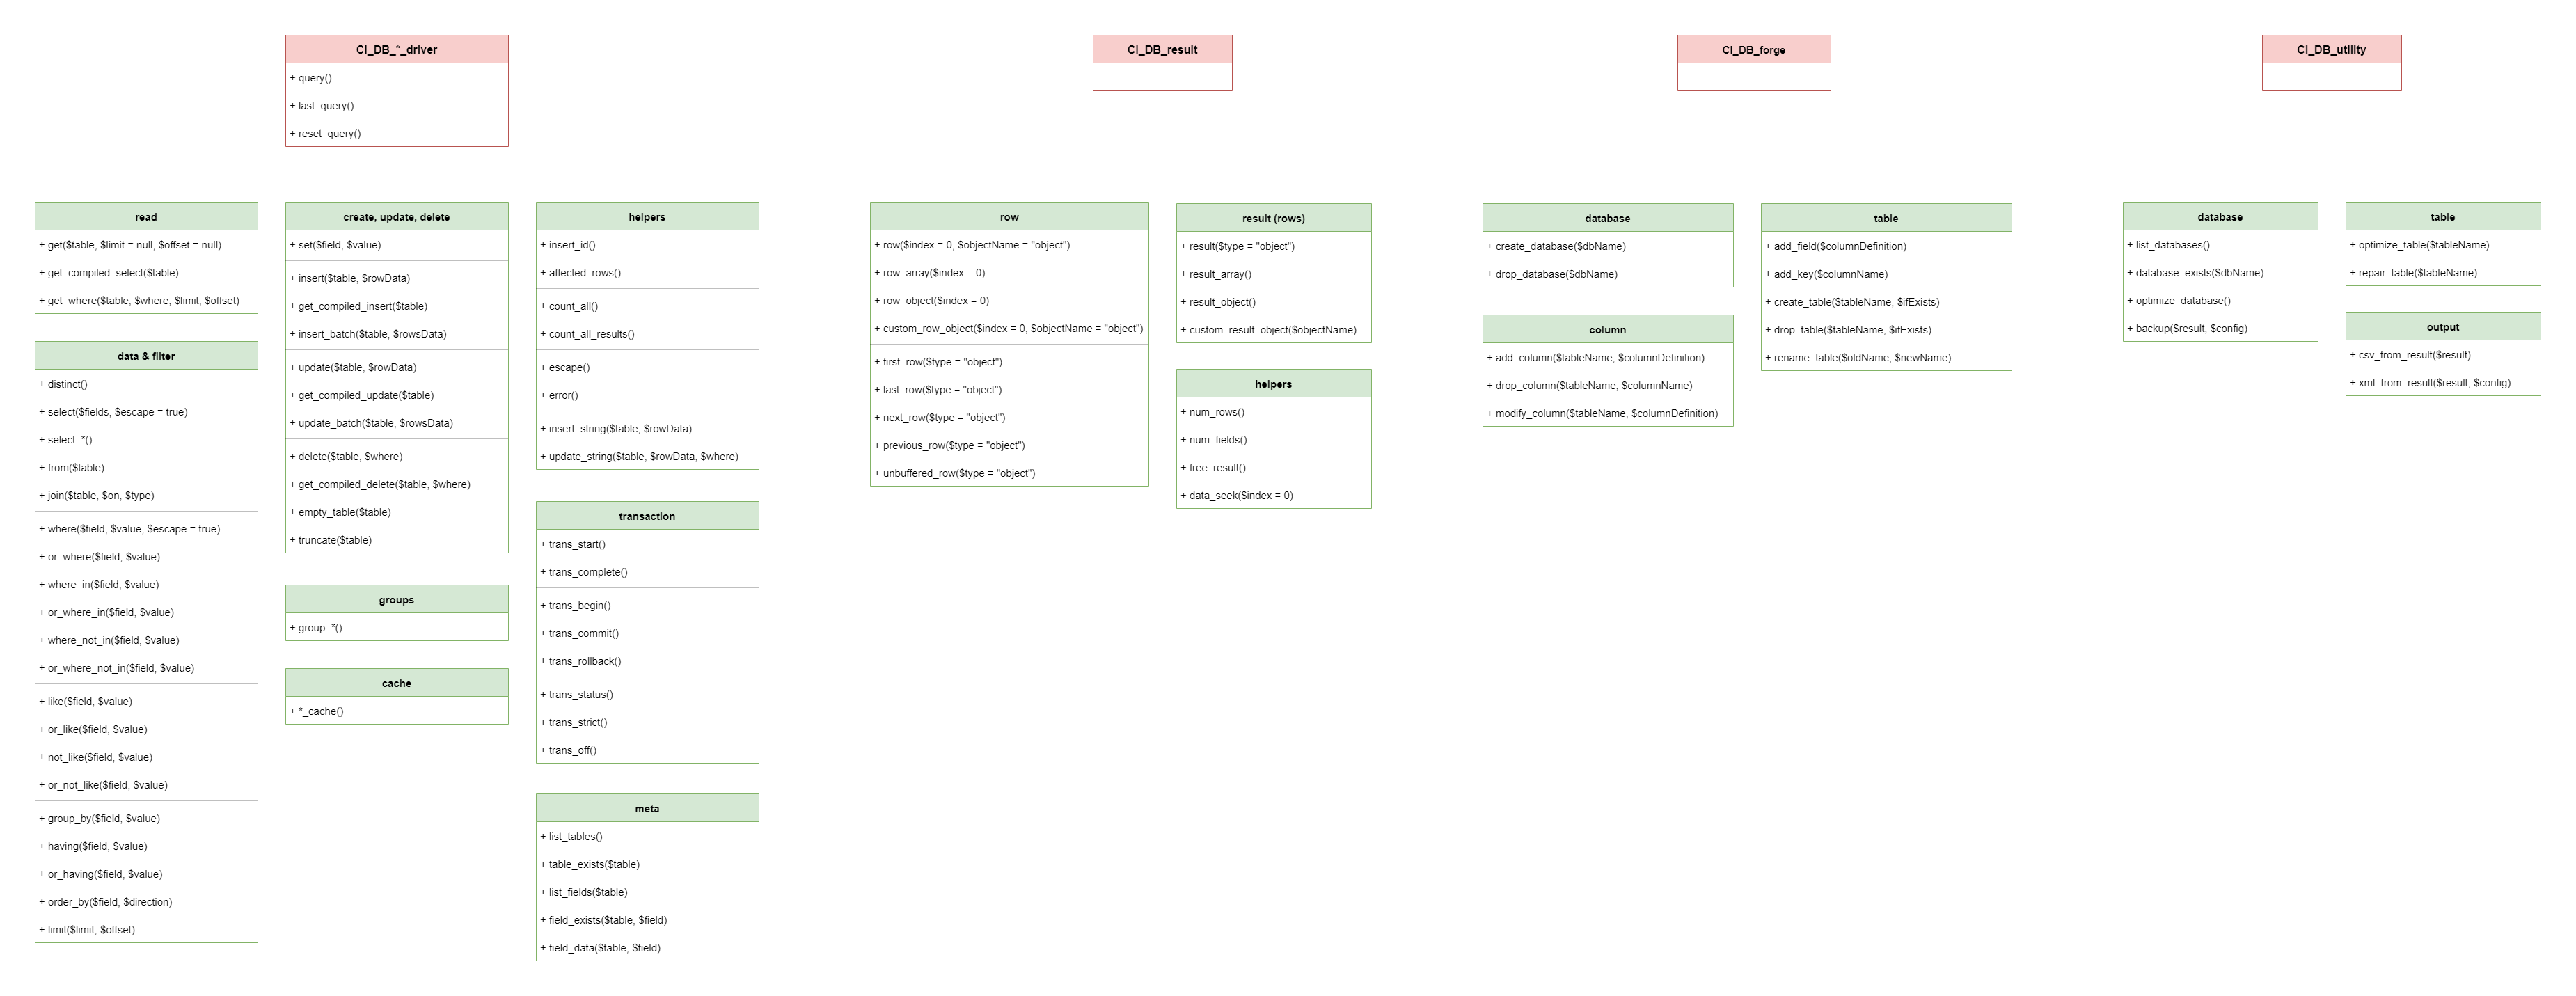 CI_DB_*_driver
+ query()
+ last_query()
+ reset_query()
read
+ get($table, $limit = null, $offset = null)
+ get_compiled_select($table)
+ get_where($table, $where, $limit, $offset)
data & filter
+ distinct()
+ select($fields, $escape = true)
+ select_*()
+ from($table)
+ join($table, $on, $type)
+ where($field, $value, $escape = true)
+ or_where($field, $value)
+ where_in($field, $value)
+ or_where_in($field, $value)
+ where_not_in($field, $value)
+ or_where_not_in($field, $value)
+ like($field, $value)
+ or_like($field, $value)
+ not_like($field, $value)
+ or_not_like($field, $value)
+ group_by($field, $value)
+ having($field, $value)
+ or_having($field, $value)
+ order_by($field, $direction)
+ limit($limit, $offset)
create, update, delete
+ set($field, $value)
+ insert($table, $rowData)
+ get_compiled_insert($table)
+ insert_batch($table, $rowsData)
+ update($table, $rowData)
+ get_compiled_update($table)
+ update_batch($table, $rowsData)
+ delete($table, $where)
+ get_compiled_delete($table, $where)
+ empty_table($table)
+ truncate($table)
groups
+ group_*()
cache
+ *_cache()
helpers
+ insert_id()
+ affected_rows()
+ count_all()
+ count_all_results()
+ escape()
+ error()
+ insert_string($table, $rowData)
+ update_string($table, $rowData, $where)
transaction
+ trans_start()
+ trans_complete()
+ trans_begin()
+ trans_commit()
+ trans_rollback()
+ trans_status()
+ trans_strict()
+ trans_off()
meta
+ list_tables()
+ table_exists($table)
+ list_fields($table)
+ field_exists($table, $field)
+ field_data($table, $field)
CI_DB_result
row
+ row($index = 0, $objectName = "object")
+ row_array($index = 0)
+ row_object($index = 0)
+ custom_row_object($index = 0, $objectName = "object")
+ first_row($type = "object")
+ last_row($type = "object")
+ next_row($type = "object")
+ previous_row($type = "object")
+ unbuffered_row($type = "object")
result (rows)
+ result($type = "object")
+ result_array()
+ result_object()
+ custom_result_object($objectName)
helpers
+ num_rows()
+ num_fields()
+ free_result()
+ data_seek($index = 0)
CI_DB_forge
database
+ create_database($dbName)
+ drop_database($dbName)
column
+ add_column($tableName, $columnDefinition)
+ drop_column($tableName, $columnName)
+ modify_column($tableName, $columnDefinition)
table
+ add_field($columnDefinition)
+ add_key($columnName)
+ create_table($tableName, $ifExists)
+ drop_table($tableName, $ifExists)
+ rename_table($oldName, $newName)
CI_DB_utility
database
+ list_databases()
+ database_exists($dbName)
+ optimize_database()
+ backup($result, $config)
table
+ optimize_table($tableName)
+ repair_table($tableName)
output
+ csv_from_result($result)
+ xml_from_result($result, $config)